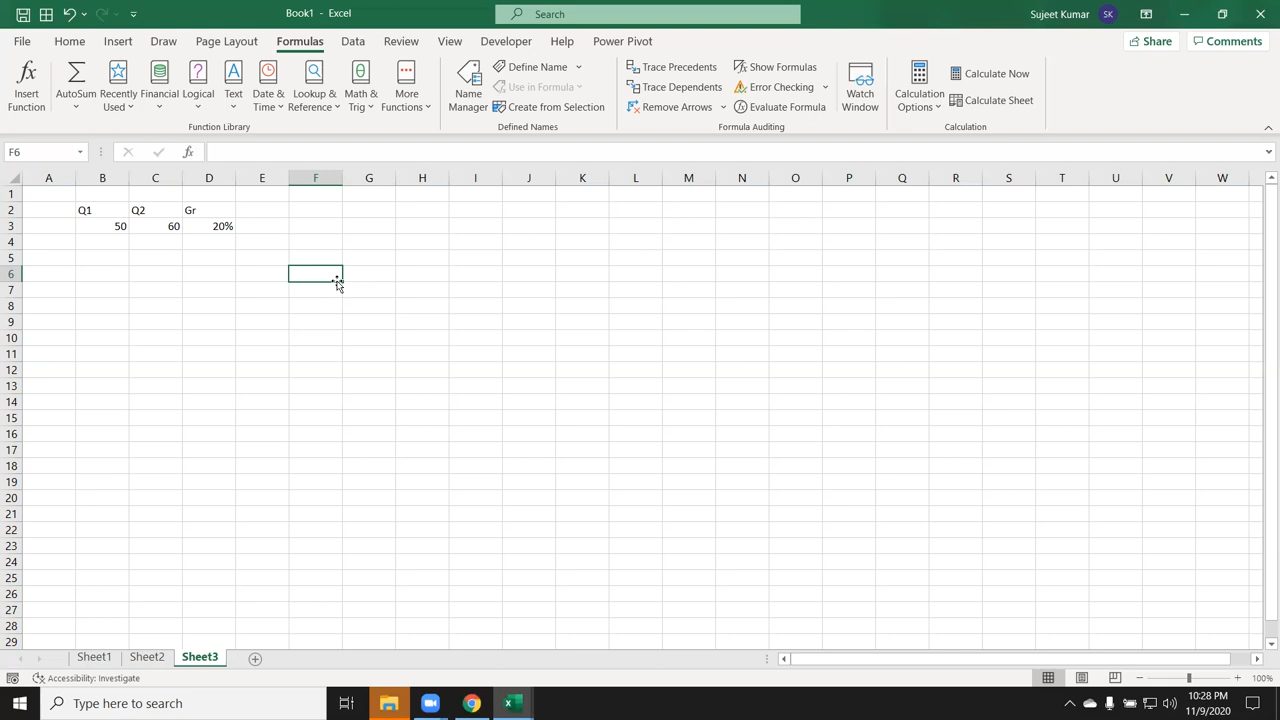 Book1 - Excel
Search
Sujeet Kumar
SK
File
Home
Insert
Draw
Page Layout
Formulas
Data
Review
View
Developer
Help
Power Pivot
Share
Comments
fx
Insert Function
AutoSum
Recently Used
Financial
Logical
Text
Date & Time
Lookup & Reference
Math & Trig
More Functions
Function Library
Name Manager
Define Name
Use in Formula
Create from Selection
Defined Names
Trace Precedents
Trace Dependents
Remove Arrows
Show Formulas
Error Checking
Evaluate Formula
Formula Auditing
Watch Window
Calculation Options
Calculate Now
Calculate Sheet
Calculation
F6
fx
A B C D E F G H I J K L M N O P Q R S T U V W
1
2 Q1 Q2 Gr
3 50 60 20%
4
5
6
7
8
9
10
11
12
13
14
15
16
17
18
19
20
21
22
23
24
25
26
27
28
29
Sheet1 Sheet2 Sheet3
Accessibility: Investigate
100%
Type here to search
10:28 PM
11/9/2020